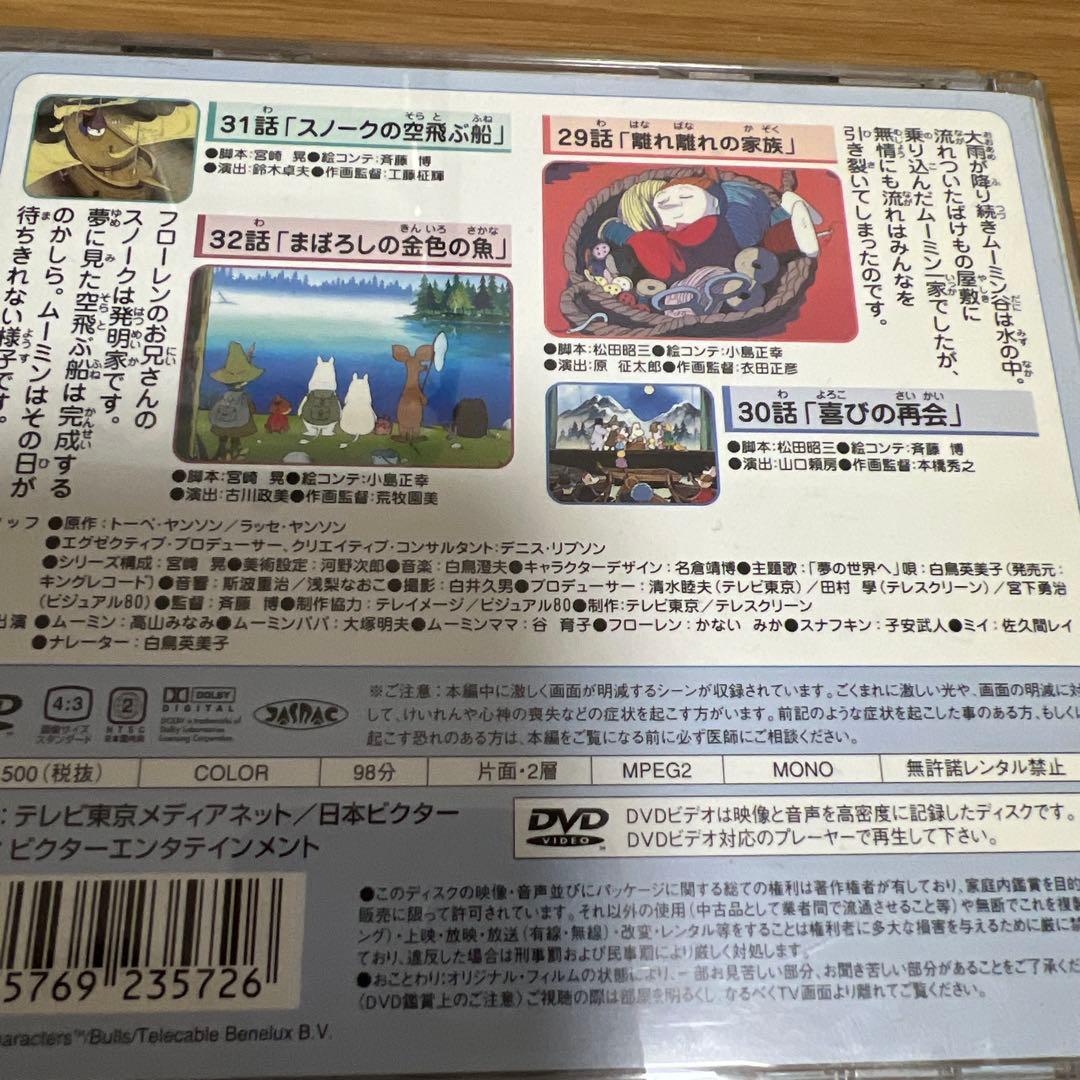 29話「離れ離れの家族」
●脚本:松田昭三●絵コンテ:小島正幸
●演出:原 征太郎●作画監督:衣田正彦
大雨が降り続きムーミン谷は水の中。
流れついたばけもの屋敷に
乗り込んだムーミン一家でしたが、
無情にも流れはみんなを
引き裂いてしまったのです。
30話「喜びの再会」
●脚本:松田昭三●絵コンテ:斉藤 博
●演出:山口頼房●作画監督:本橋秀之
31話「スノークの空飛ぶ船」
●脚本:宮崎 晃●絵コンテ:斉藤 博
●演出:鈴木卓夫●作画監督:工藤柾輝
フローレンのお兄さんの
スノークは発明家です。
夢に見た空飛ぶ船は完成する
のかしら。ムーミンはその日が
待ちきれない様子です。
32話「まぼろしの金色の魚」
●脚本:宮崎 晃●絵コンテ:小島正幸
●演出:古川政美●作画監督:荒牧園美
ッフ ●原作:トーベ・ヤンソン/ラッセ・ヤンソン
●エグゼクティブ・プロデューサー、クリエイティブ・コンサルタント:デニス・リブソン
●シリーズ構成:宮崎 晃●美術設定:河野次郎●音楽:白鳥澄夫●キャラクターデザイン:名倉靖博●主題歌:「夢の世界へ」唄:白鳥英美子(発売元:
キングレコード)●音響:斯波重治/浅梨なおこ●撮影:白井久男●プロデューサー:清水睦夫(テレビ東京)/田村 學(テレスクリーン)/宮下勇治
(ビジュアル80)●監督:斉藤 博●制作協力:テレイメージ/ビジュアル80●制作:テレビ東京/テレスクリーン
出演 ●ムーミン:高山みなみ●ムーミンパパ:大塚明夫●ムーミンママ:谷 育子●フローレン:かない みか●スナフキン:子安武人●ミイ:佐久間レイ
●ナレーター:白鳥英美子
4:3
画面サイズ
スタンダード
2
NTSC
日本国内向
DOLBY
DIGITAL
DOLBY is trademarks of
Dolby Laboratories
Licensing Corporation.
JASRAC
※ご注意:本編中に激しく画面が明滅するシーンが収録されています。ごくまれに激しい光や、画面の明滅に対
して、けいれんや心神の喪失などの症状を起こす方がいます。前記のような症状を起こした事のある方、もしく
起こす恐れのある方は、本編をご覧になる前に必ず医師にご相談ください。
500(税抜) COLOR 98分 片面・2層 MPEG2 MONO 無許諾レンタル禁止
:テレビ東京メディアネット/日本ビクター
ビクターエンタテインメント
DVD
VIDEO
DVDビデオは映像と音声を高密度に記録したディスクです。
DVDビデオ対応のプレーヤーで再生して下さい。
5769 235726
●このディスクの映像・音声並びにパッケージに関する総ての権利は著作権者が有しており、家庭内鑑賞を目的
販売に限って許可されています。それ以外の使用(中古品として業者間で流通させること等)や無断でこれを複製
ング)・上映・放映・放送(有線・無線)・改変・レンタル等をすることは権利者に多大な損害を与えるために厳に禁
ており、違反した場合は刑事罰および民事罰により厳しく対処します。
●おことわり:オリジナル・フィルムの状態により、一部お見苦しい部分、お聞き苦しい部分があることをご了承くだ
(DVD鑑賞上のご注意)ご視聴の際は部屋を明るくし、なるべくTV画面より離れてご覧ください。
aracters™/Bulls/Telecable Benelux B.V.